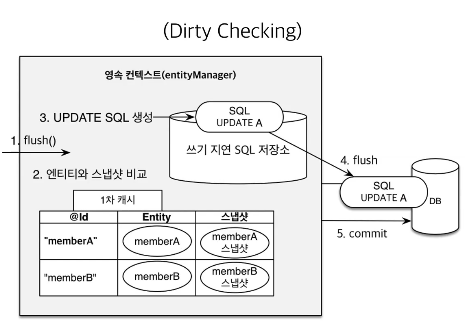 (Dirty Checking)
영속 컨텍스트(entityManager)
3. UPDATE SQL 생성
SQL
UPDATE A
1. flush()
쓰기 지연 SQL 저장소
2. 엔티티와 스냅샷 비교
4. flush
SQL
UPDATE A
DB
1차 캐시
@Id Entity 스냅샷
"memberA" memberA memberA
스냅샷
5. commit
"memberB" memberB memberB
스냅샷